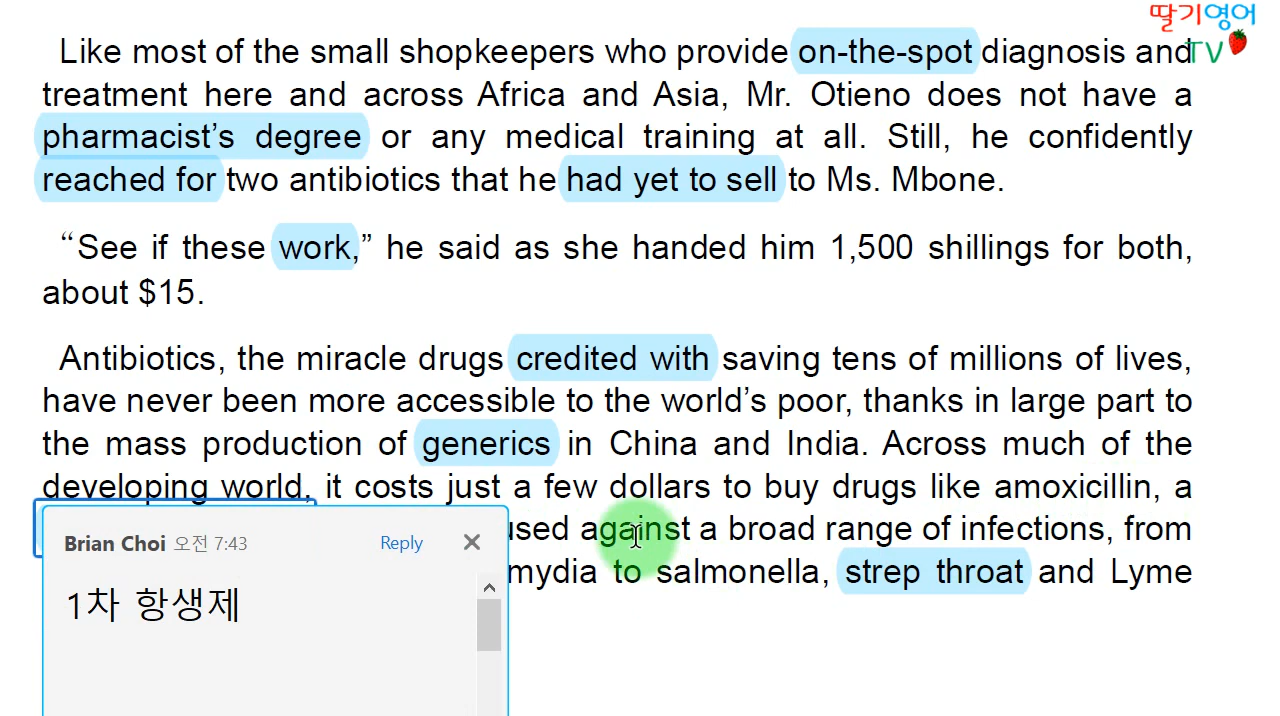 딸기영어
TV
Like most of the small shopkeepers who provide on-the-spot diagnosis and
treatment here and across Africa and Asia, Mr. Otieno does not have a
pharmacist’s degree or any medical training at all. Still, he confidently
reached for two antibiotics that he had yet to sell to Ms. Mbone.
“See if these work,” he said as she handed him 1,500 shillings for both,
about $15.
Antibiotics, the miracle drugs credited with saving tens of millions of lives,
have never been more accessible to the world’s poor, thanks in large part to
the mass production of generics in China and India. Across much of the
developing world, it costs just a few dollars to buy drugs like amoxicillin, a
used against a broad range of infections, from
mydia to salmonella, strep throat and Lyme
Brian Choi 오전 7:43 Reply
1차 항생제